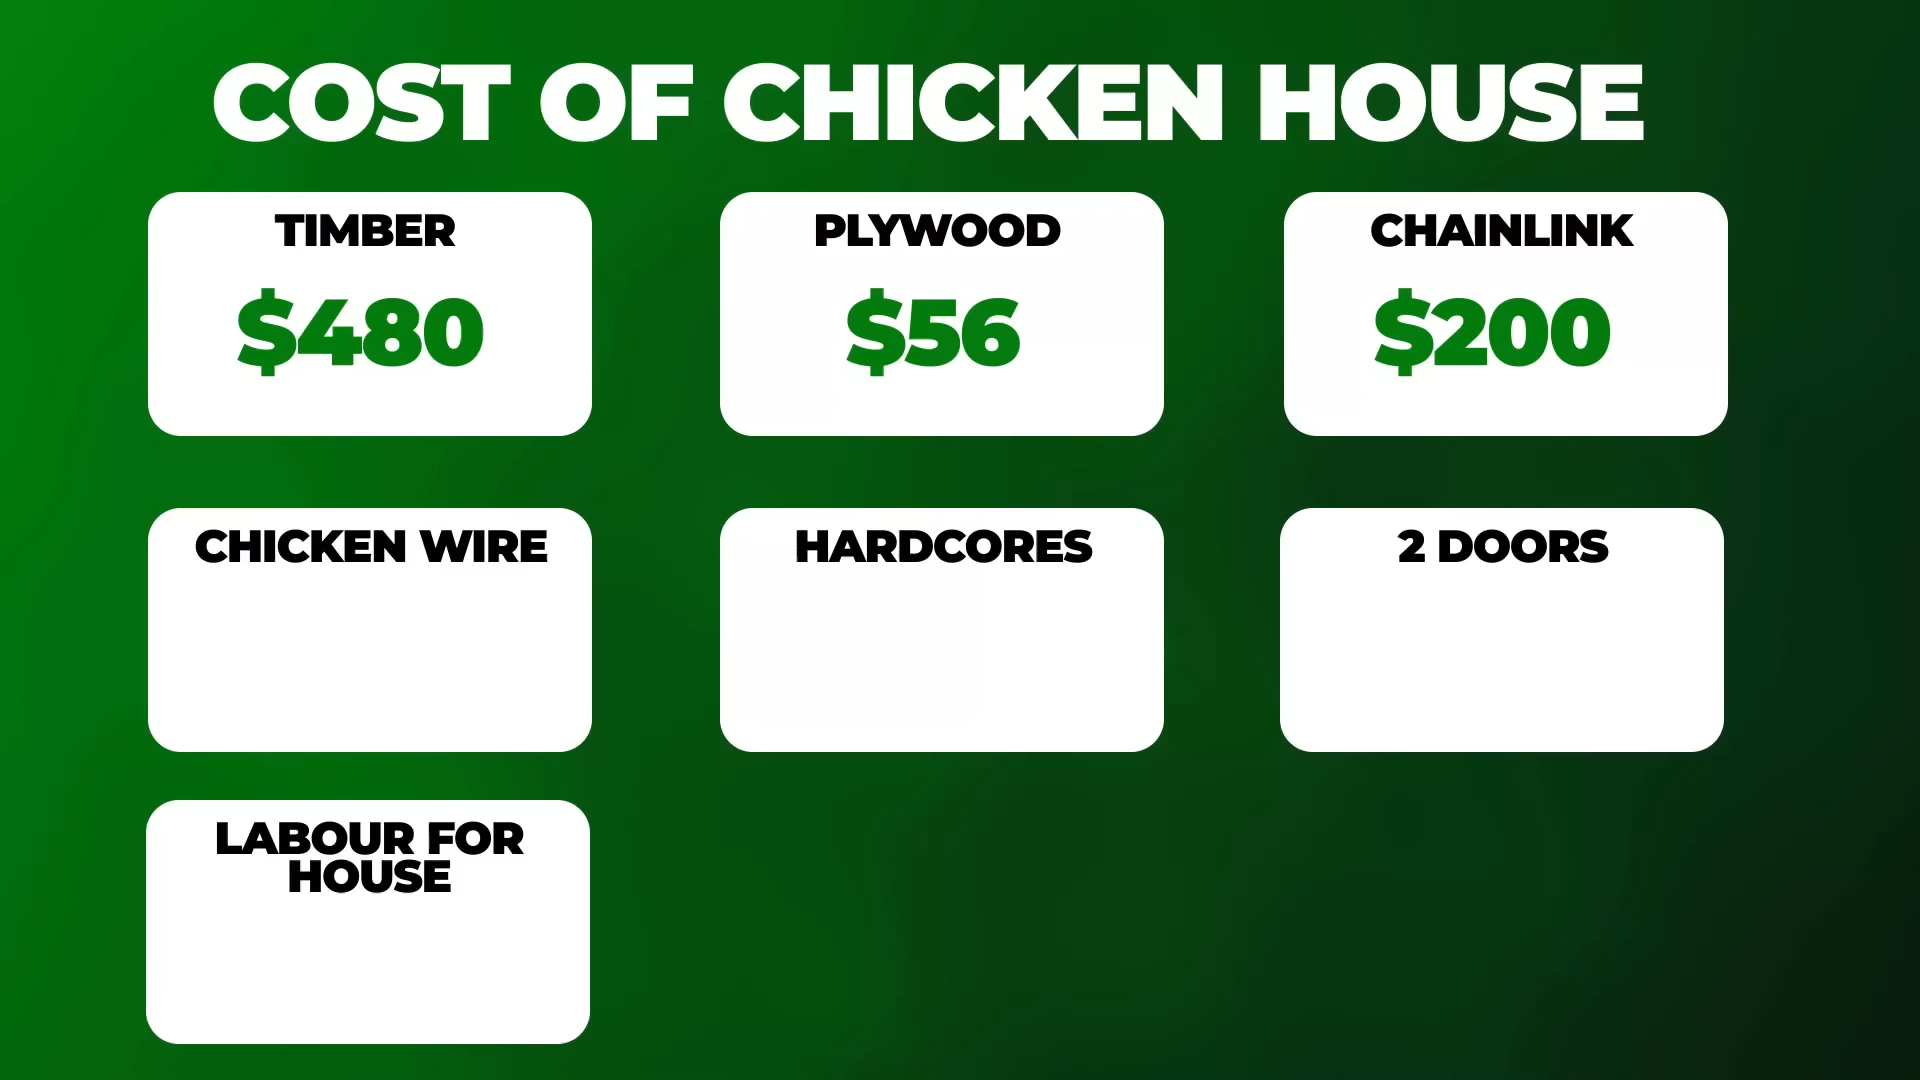 COST OF CHICKEN HOUSE
TIMBER
$480
PLYWOOD
$56
CHAINLINK
$200
CHICKEN WIRE
HARDCORES
2 DOORS
LABOUR FOR
HOUSE